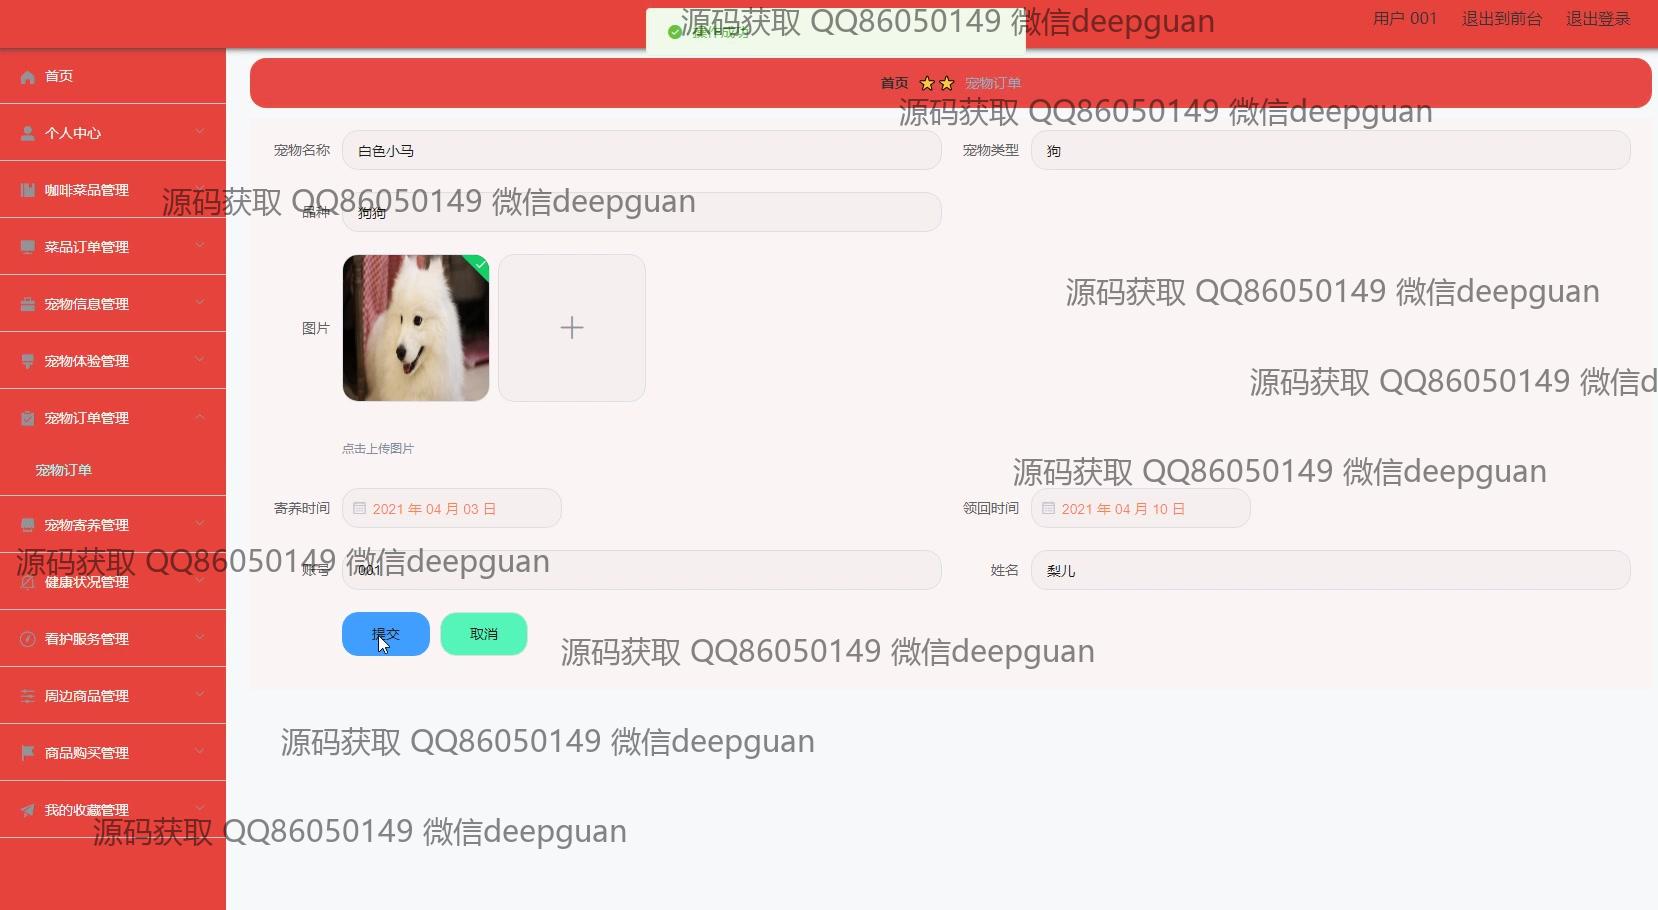 操作成功
用户 001
退出到前台
退出登录
源码获取 QQ86050149 微信deepguan
首页
首页
宠物订单
源码获取 QQ86050149 微信deepguan
个人中心
宠物名称
白色小马
宠物类型
狗
咖啡菜品管理
源码获取 QQ86050149 微信deepguan
品种
狗狗
菜品订单管理
宠物信息管理
源码获取 QQ86050149 微信deepguan
图片
宠物体验管理
源码获取 QQ86050149 微信d
宠物订单管理
点击上传图片
宠物订单
源码获取 QQ86050149 微信deepguan
寄养时间
2021 年 04 月 03 日
领回时间
2021 年 04 月 10 日
宠物寄养管理
源码获取 QQ86050149 微信deepguan
账号
001
姓名
梨儿
健康状况管理
看护服务管理
提交
取消
源码获取 QQ86050149 微信deepguan
周边商品管理
源码获取 QQ86050149 微信deepguan
商品购买管理
我的收藏管理
源码获取 QQ86050149 微信deepguan